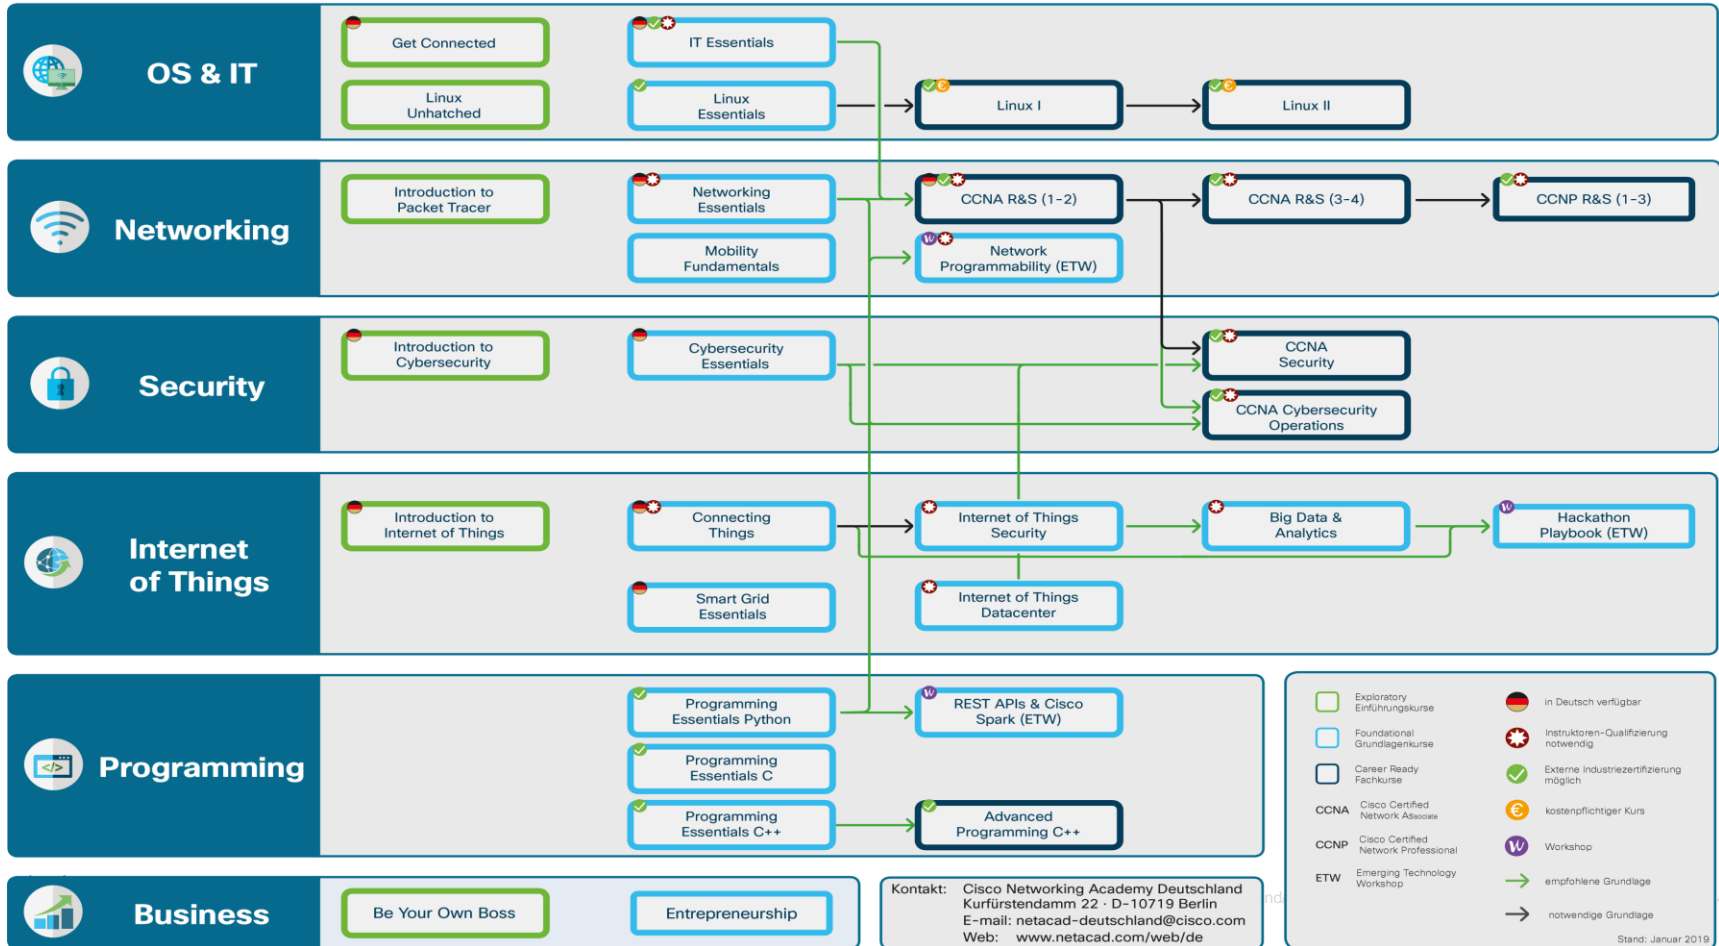 OS & IT
Get Connected
IT Essentials
Linux
Unhatched
Linux
Essentials
Linux I
Linux II
Networking
Introduction to
Packet Tracer
Networking
Essentials
CCNA R&S (1-2)
CCNA R&S (3-4)
CCNP R&S (1-3)
Mobility
Fundamentals
Network
Programmability (ETW)
Security
Introduction to
Cybersecurity
Cybersecurity
Essentials
CCNA
Security
CCNA Cybersecurity
Operations
Internet
of Things
Introduction to
Internet of Things
Connecting
Things
Internet of Things
Security
Big Data &
Analytics
Hackathon
Playbook (ETW)
Smart Grid
Essentials
Internet of Things
Datacenter
Programming
Programming
Essentials Python
REST APIs & Cisco
Spark (ETW)
Programming
Essentials C
Programming
Essentials C++
Advanced
Programming C++
Business
Be Your Own Boss
Entrepreneurship
Kontakt: Cisco Networking Academy Deutschland
Kurfürstendamm 22 · D-10719 Berlin
E-mail: netacad-deutschland@cisco.com
Web: www.netacad.com/web/de
Exploratory
Einführungskurse
Foundational
Grundlagenkurse
Career Ready
Fachkurse
CCNA Cisco Certified
Network Associate
CCNP Cisco Certified
Network Professional
ETW Emerging Technology
Workshop
in Deutsch verfügbar
Instruktoren-Qualifizierung
notwendig
Externe Industriezertifizierung
möglich
€ kostenpflichtiger Kurs
W Workshop
empfohlene Grundlage
notwendige Grundlage
Stand: Januar 2019